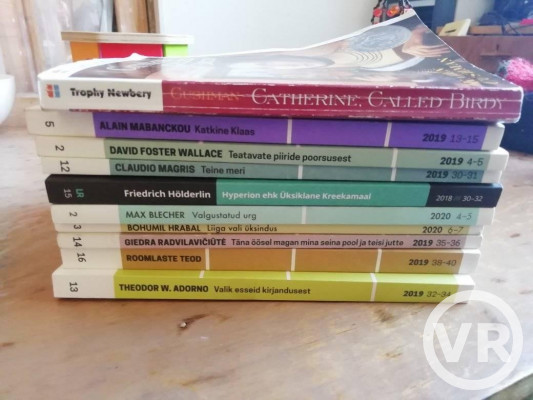 Trophy Newbery CUSHMAN CATHERINE, CALLED BIRDY
5 ALAIN MABANCKOU Katkine Klaas 2019 13-15
2 DAVID FOSTER WALLACE Teatavate piiride poorsusest 2019 4-5
12 CLAUDIO MAGRIS Teine meri 2019 30-31
15 LR Friedrich Hölderlin Hyperion ehk Üksiklane Kreekamaal 2018 // 30-32
2 MAX BLECHER Valgustatud urg 2020 4-5
3 BOHUMIL HRABAL Liiga vali üksindus 2020 6-7
14 GIEDRA RADVILAVIČIŪTĖ Täna öösel magan mina seina pool ja teisi jutte 2019 35-36
16 ROOMLASTE TEOD 2019 38-40
13 THEODOR W. ADORNO Valik esseid kirjandusest 2019 32-34
VR